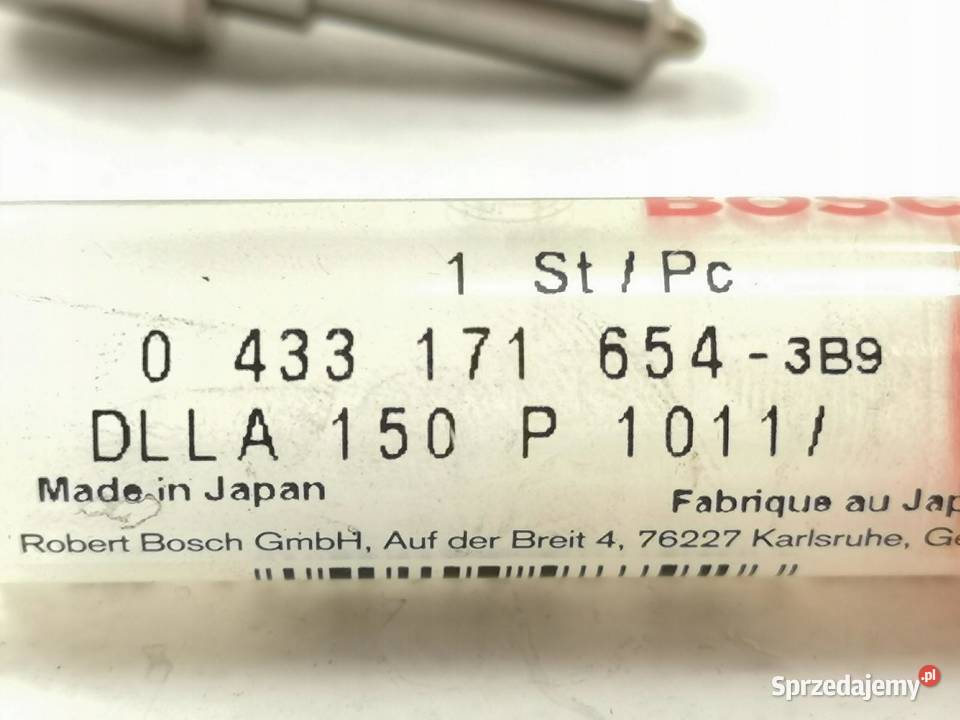 BOSCH
1 St / Pc
0 433 171 654 - 3B9
DLLA 150 P 1011/
Made in Japan
Fabrique au Jap
Robert Bosch GmbH, Auf der Breit 4, 76227 Karlsruhe, Ge
Sprzedajemy.pl